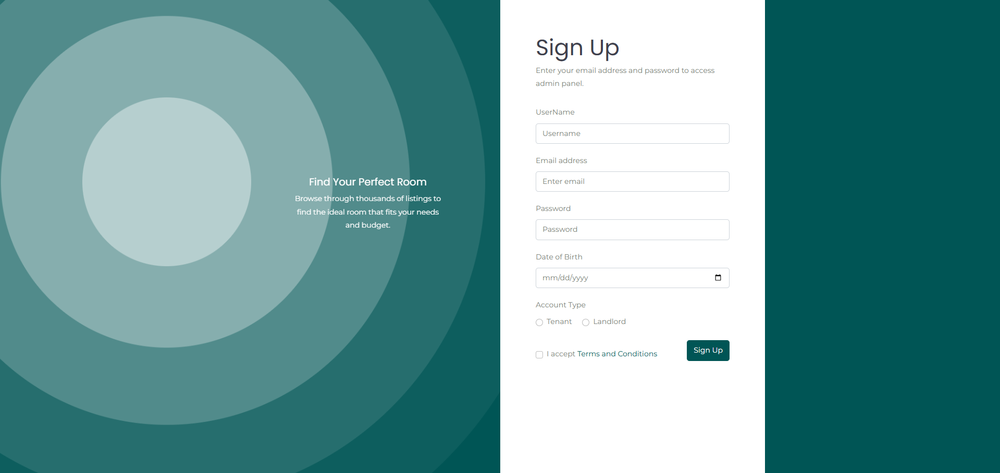 Find Your Perfect Room
Browse through thousands of listings to
find the ideal room that fits your needs
and budget.
Sign Up
Enter your email address and password to access
admin panel.
UserName
Username
Email address
Enter email
Password
Password
Date of Birth
mm/dd/yyyy
Account Type
Tenant Landlord
I accept Terms and Conditions
Sign Up